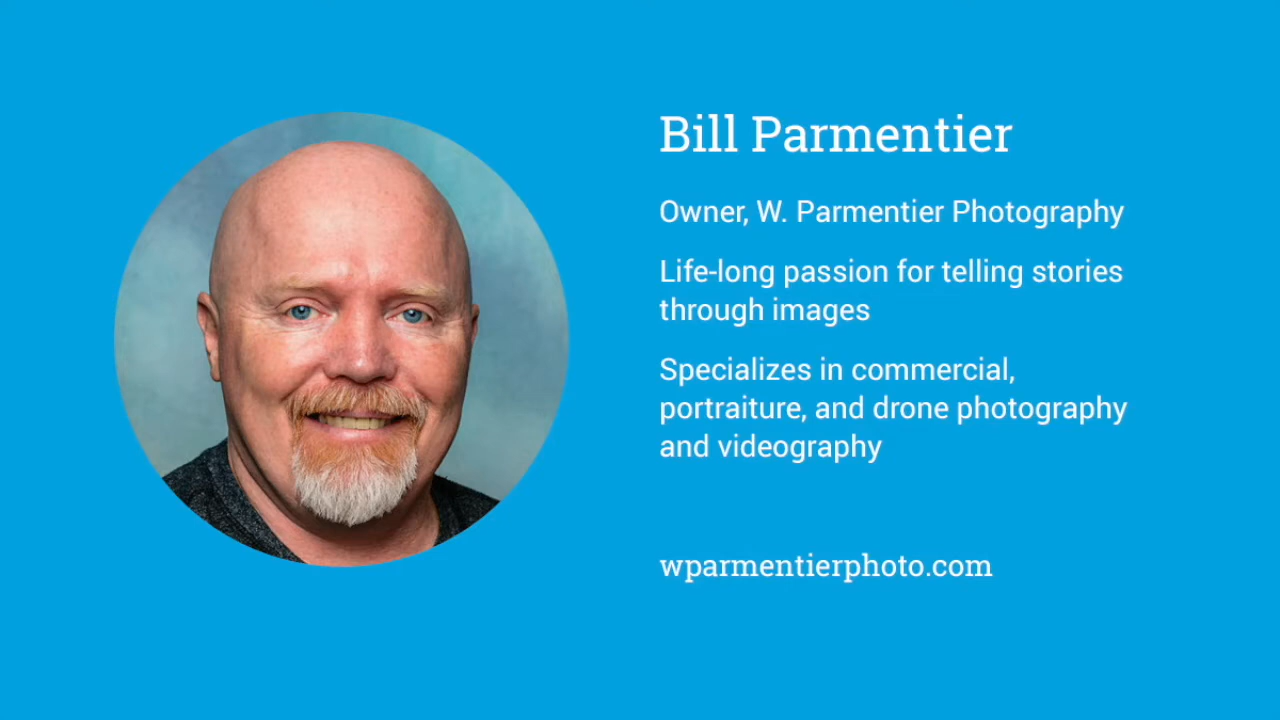 Bill Parmentier
Owner, W. Parmentier Photography
Life-long passion for telling stories
through images
Specializes in commercial,
portraiture, and drone photography
and videography
wparmentierphoto.com